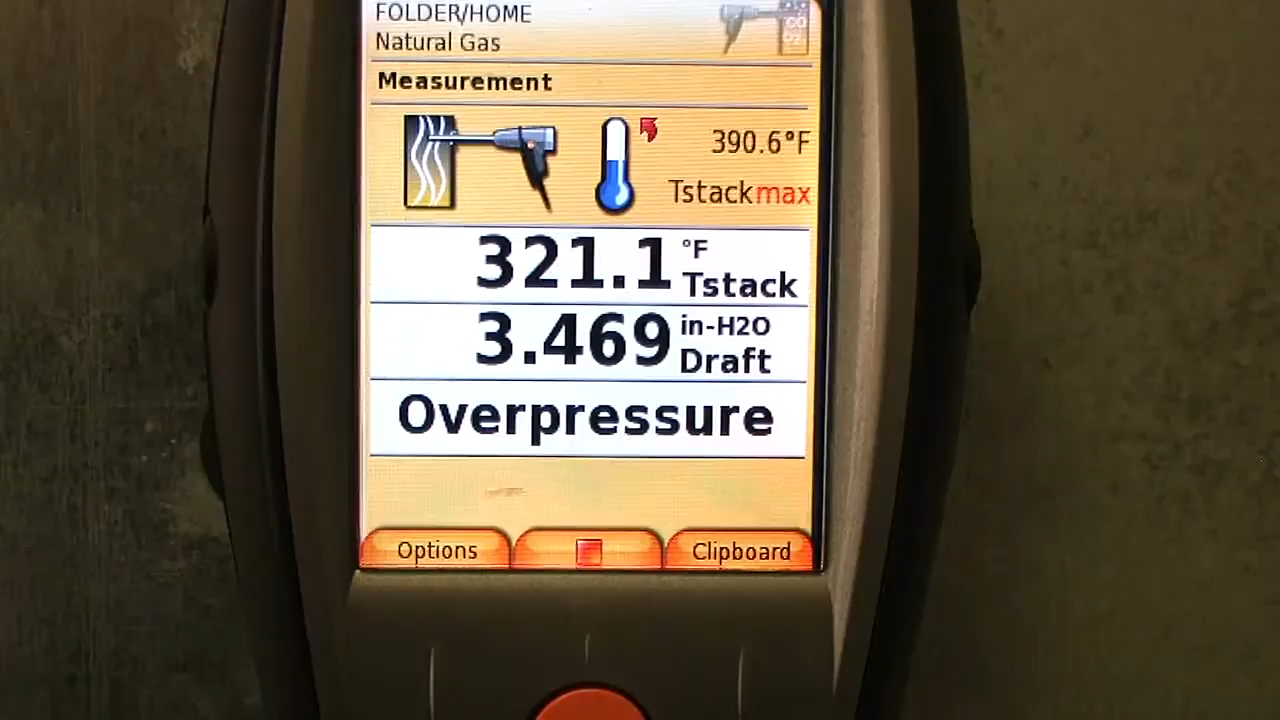 FOLDER/HOME
Natural Gas
Measurement
390.6°F
Tstackmax
321.1 °F Tstack
3.469 in-H2O Draft
Overpressure
Options Clipboard